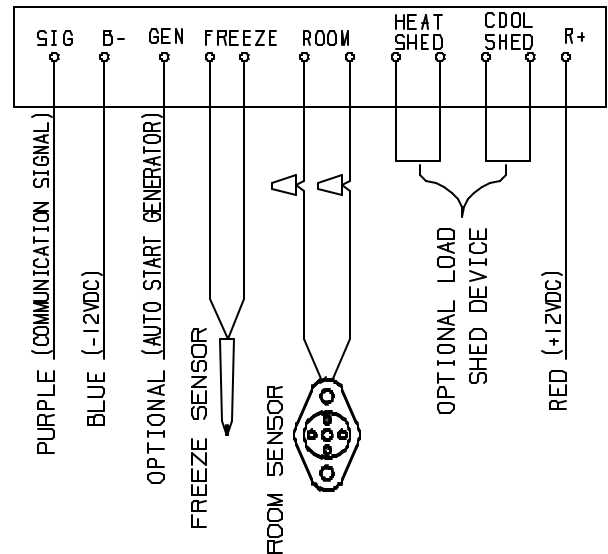 SIG B- GEN FREEZE ROOM HEAT SHED CDOL SHED R+
PURPLE (COMMUNICATION SIGNAL)
BLUE (-12VDC)
OPTIONAL (AUTO START GENERATOR)
FREEZE SENSOR
ROOM SENSOR
OPTIONAL LOAD
SHED DEVICE
RED (+12VDC)